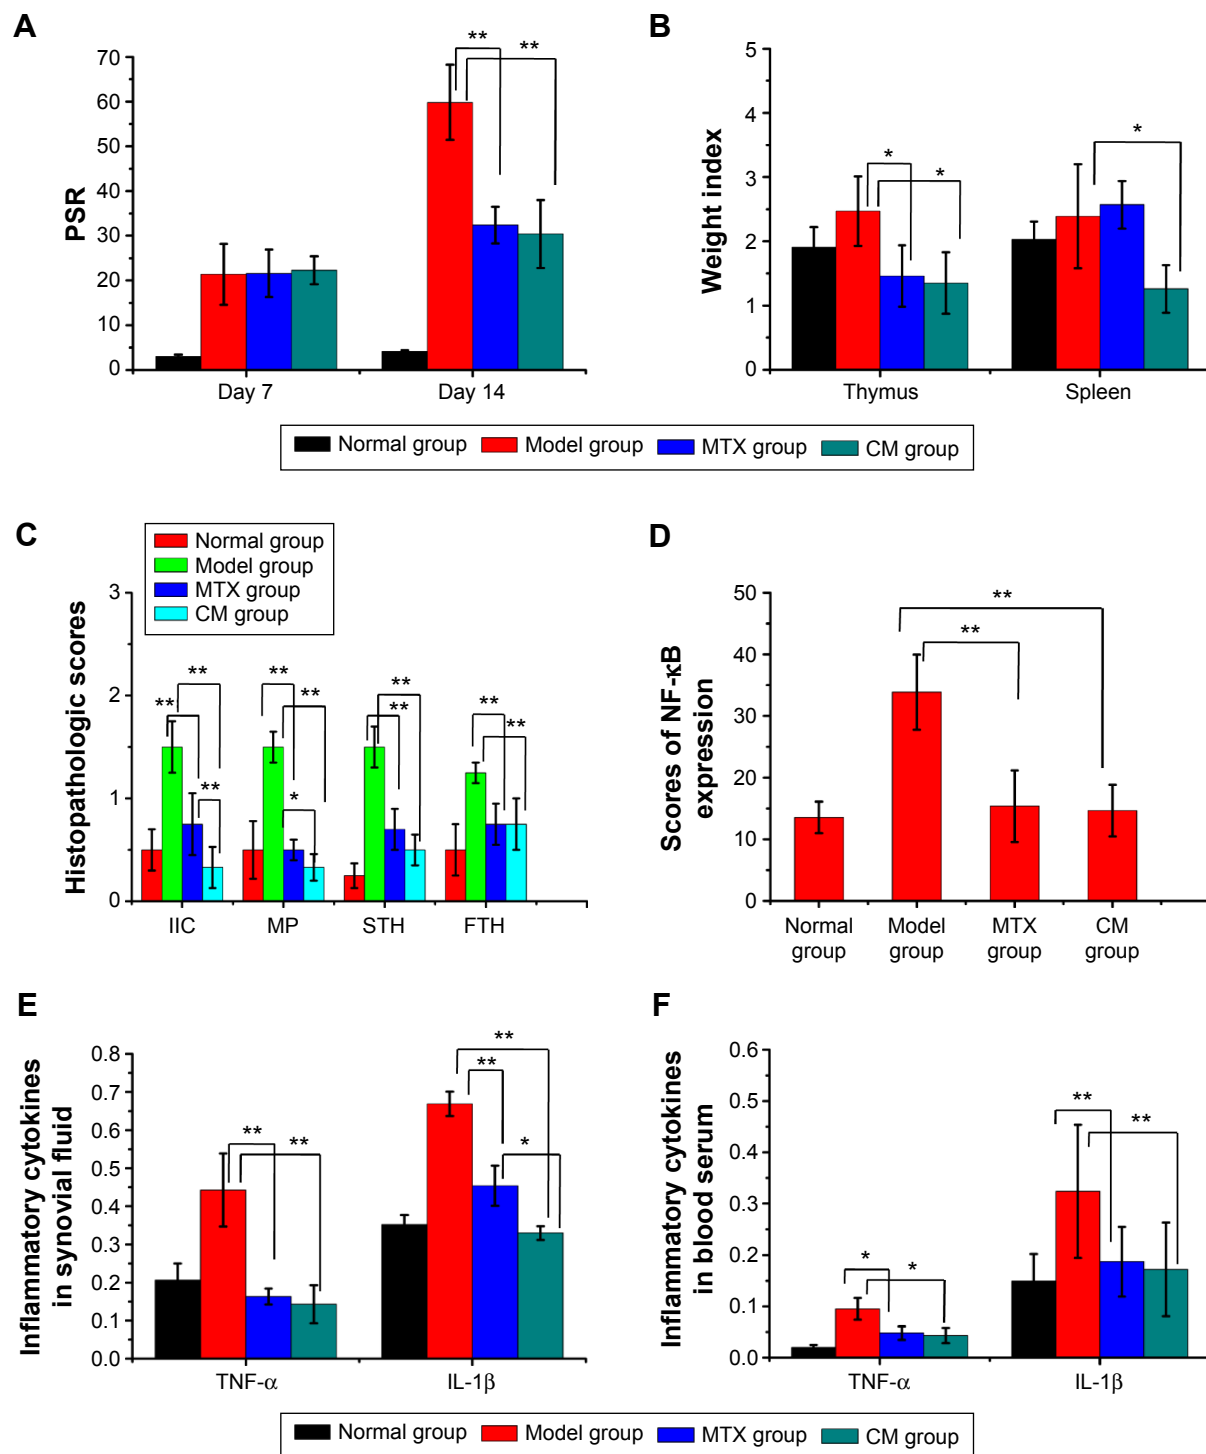 A
PSR
70
60
50
40
30
20
10
0
** **
Day 7 Day 14
B
Weight index
5
4
3
2
1
0
* * *
Thymus Spleen
Normal group Model group MTX group CM group
C
Normal group
Model group
MTX group
CM group
Histopathologic scores
3
2
1
0
** ** ** ** ** ** ** ** ** *
IIC MP STH FTH
D
Scores of NF-κB
expression
50
40
30
20
10
0
**
**
Normal
group
Model
group
MTX
group
CM
group
E
Inflammatory cytokines
in synovial fluid
0.8
0.7
0.6
0.5
0.4
0.3
0.2
0.1
0.0
** ** ** ** *
TNF-α IL-1β
F
Inflammatory cytokines
in blood serum
0.6
0.5
0.4
0.3
0.2
0.1
0.0
* * ** **
TNF-α IL-1β
Normal group Model group MTX group CM group